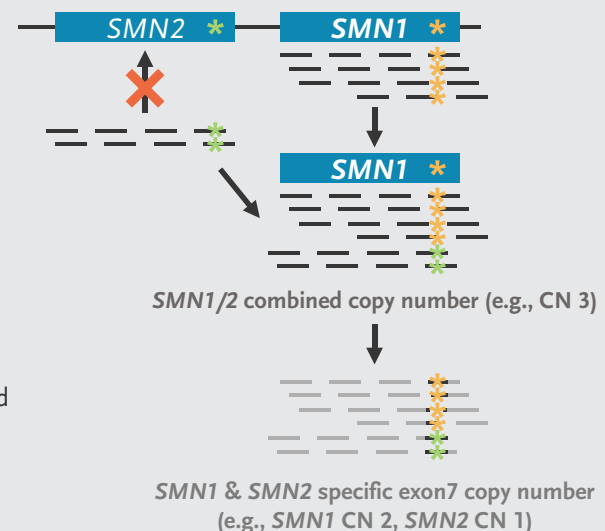 SMN2 *
SMN1 *
SMN1 *
SMN1/2 combined copy number (e.g., CN 3)
d
SMN1 & SMN2 specific exon7 copy number
(e.g., SMN1 CN 2, SMN2 CN 1)